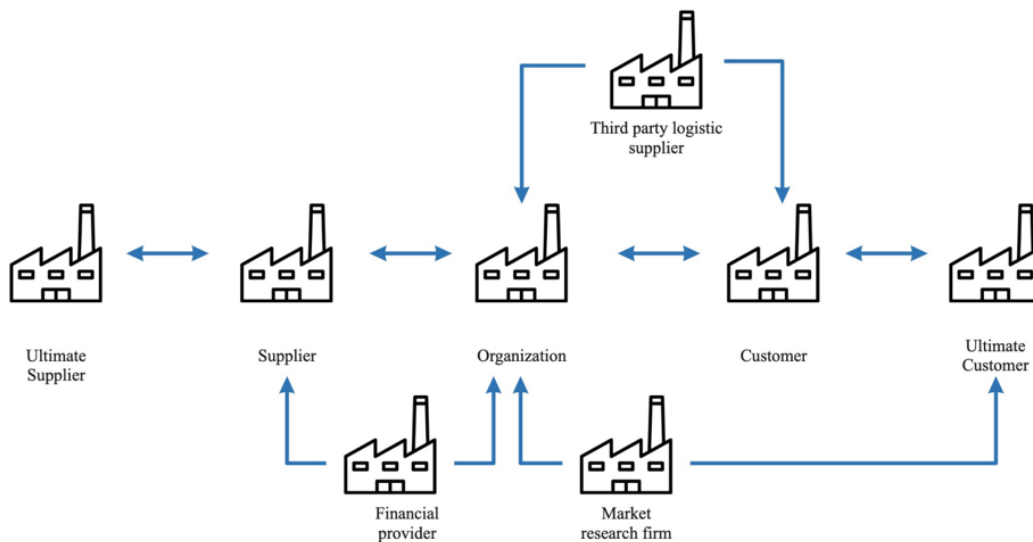 Third party logistic
supplier
Ultimate
Supplier
Supplier
Organization
Customer
Ultimate
Customer
Financial
provider
Market
research firm